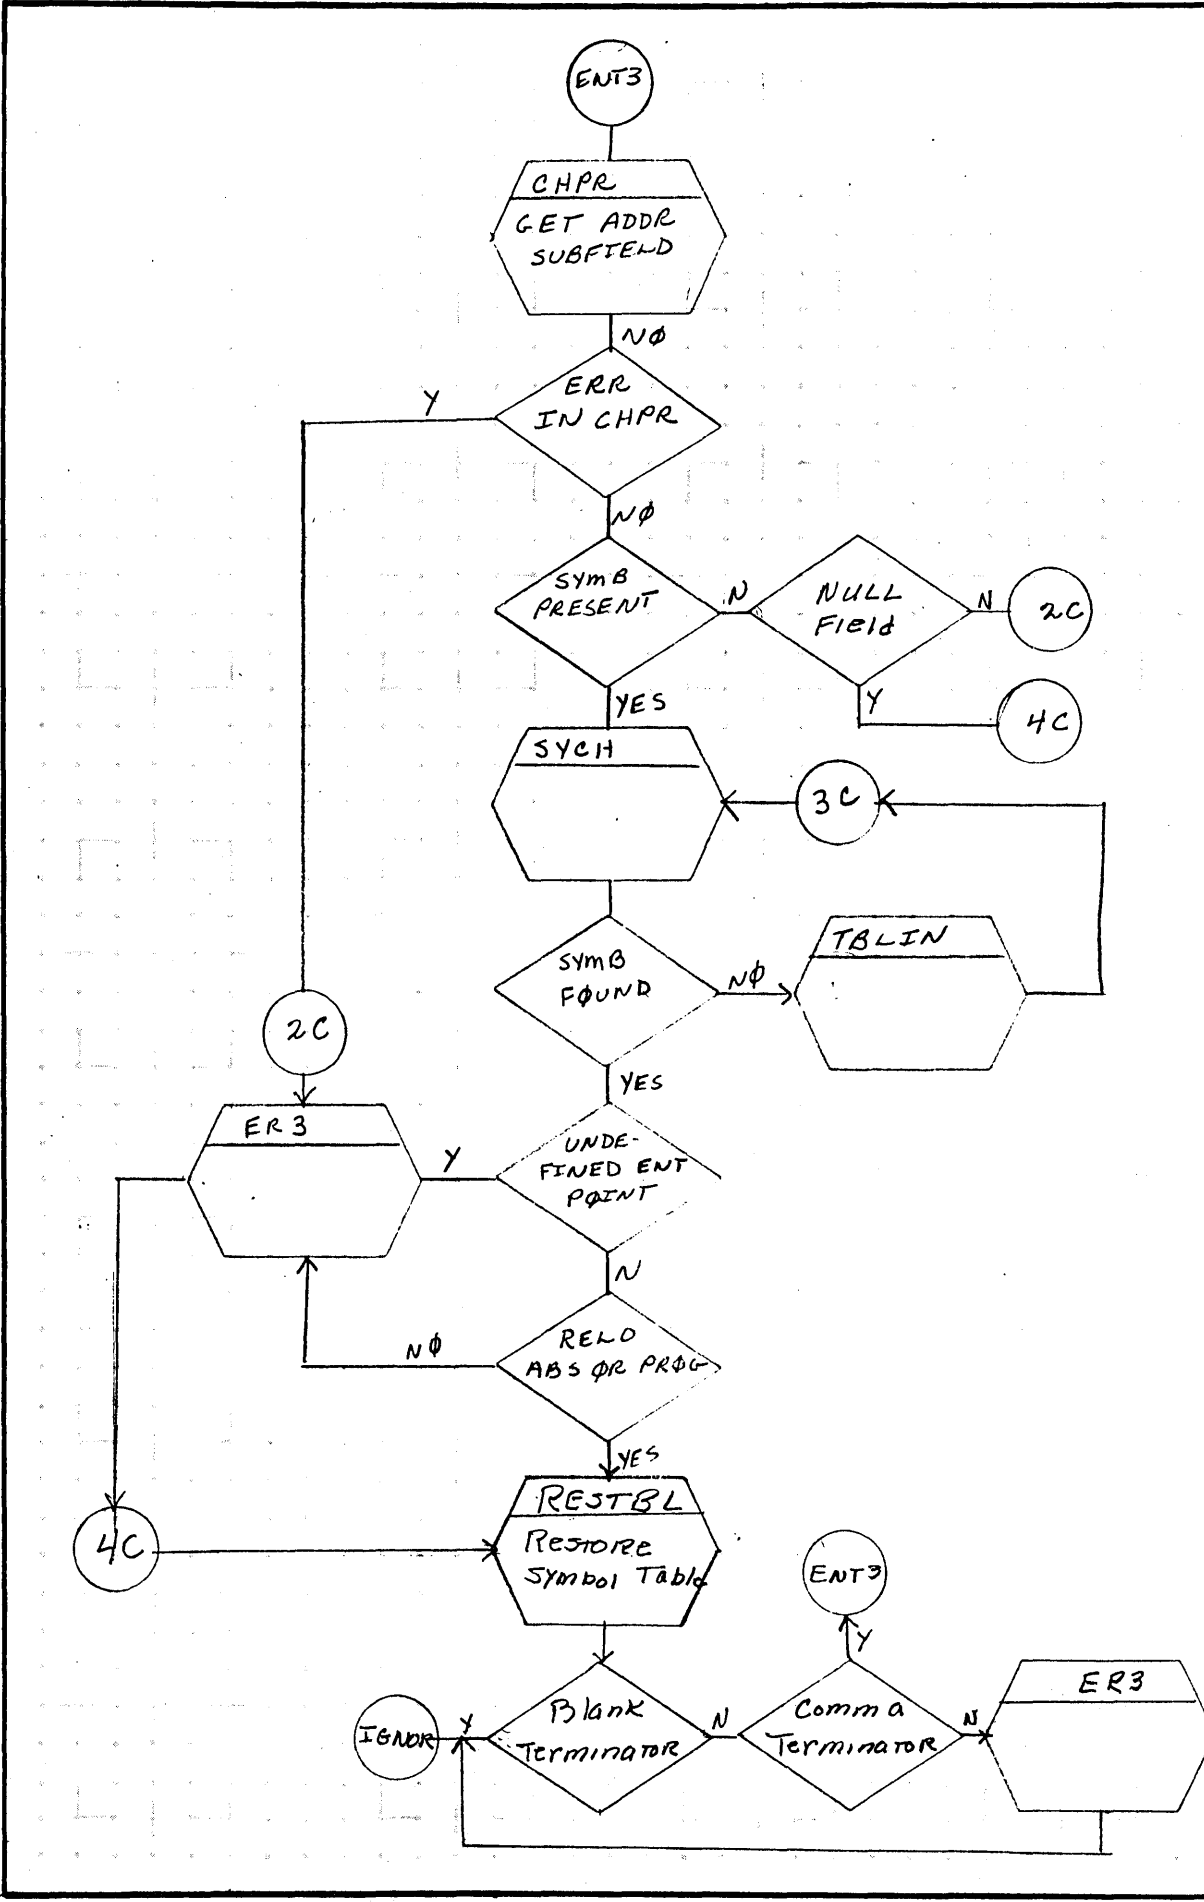 ENT3
CHPR
GET ADDR
SUBFIELD
NØ
ERR
IN CHPR
Y
NØ
SYMB
PRESENT
N
NULL
Field
N
2C
Y
4C
YES
SYCH
3C
SYMB
FØUND
NØ
TBLIN
2C
YES
ER3
Y
UNDE-
FINED ENT
PØINT
N
RELO
ABS ØR PRØG
NØ
YES
RESTBL
Restore
Symbol Table
4C
ENT3
Y
IGNOR
Y
Blank
Terminator
N
Comma
Terminator
N
ER3